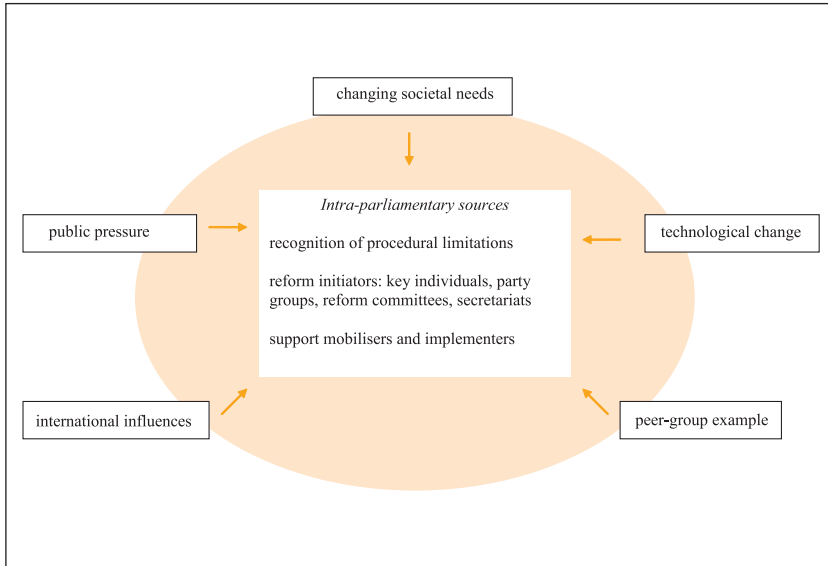 changing societal needs
Intra-parliamentary sources
public pressure
technological change
recognition of procedural limitations
reform initiators: key individuals, party
groups, reform committees, secretariats
support mobilisers and implementers
international influences
peer-group example